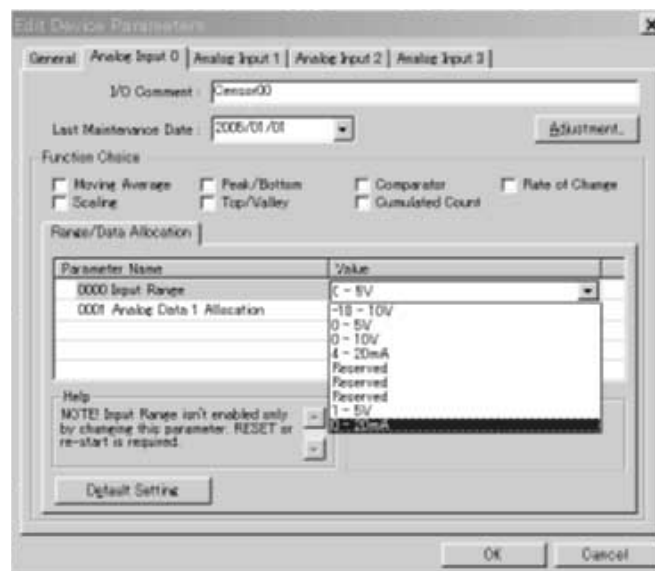 Edit Device Parameters
General Analog Input 0 Analog Input 1 Analog Input 2 Analog Input 3
I/O Comment : Censor00
Last Maintenance Date : 2005/01/01 Adjustment..
Function Choice
Moving Average Peak/Bottom Comparator Rate of Change
Scaling Top/Valley Cumulated Count
Range/Data Allocation
Parameter Name Value
0000 Input Range 0 - 5V
0001 Analog Data 1 Allocation -10 - 10V
0 - 5V
0 - 10V
4 - 20mA
Reserved
Reserved
Reserved
1 - 5V
0 - 20mA
Help
NOTE! Input Range isn't enabled only
by changing this parameter. RESET or
re-start is required.
Default Setting
OK Cancel